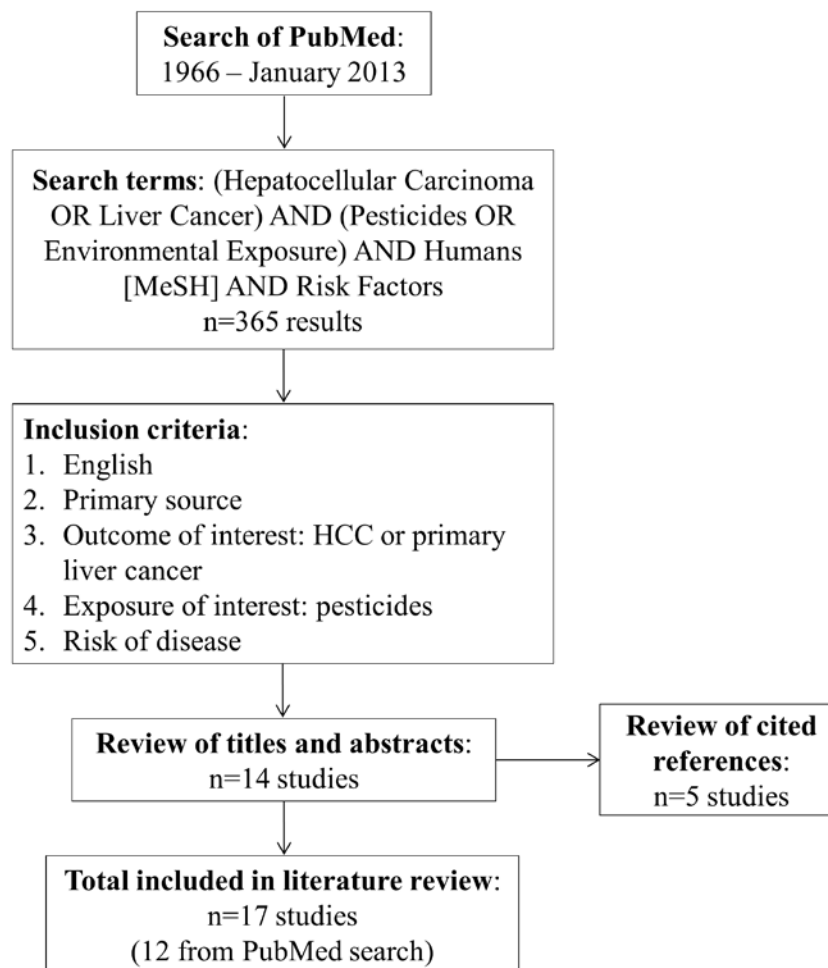 Search of PubMed:
1966 – January 2013
Search terms: (Hepatocellular Carcinoma
OR Liver Cancer) AND (Pesticides OR
Environmental Exposure) AND Humans
[MeSH] AND Risk Factors
n=365 results
Inclusion criteria:
1. English
2. Primary source
3. Outcome of interest: HCC or primary
liver cancer
4. Exposure of interest: pesticides
5. Risk of disease
Review of titles and abstracts:
n=14 studies
Review of cited
references:
n=5 studies
Total included in literature review:
n=17 studies
(12 from PubMed search)